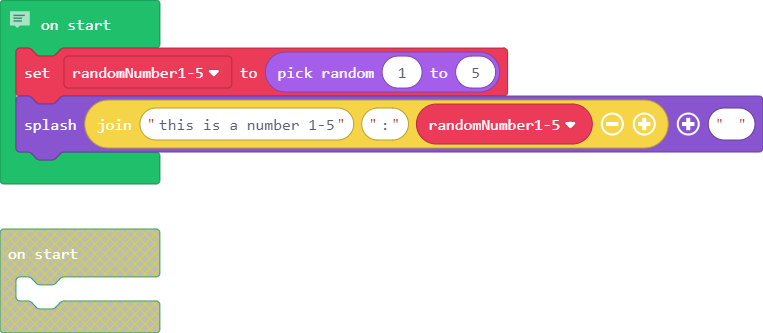 on start
set randomNumber1-5 to pick random 1 to 5
splash join "this is a number 1-5" ":" randomNumber1-5 " "
on start